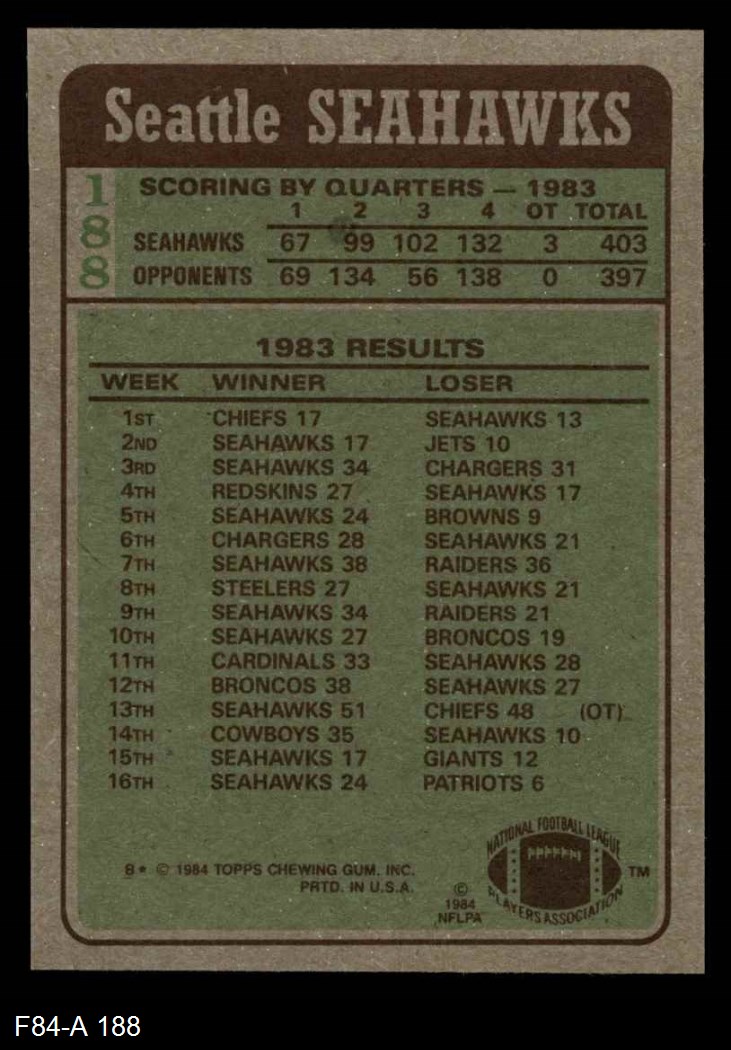 Seattle SEAHAWKS
188
SCORING BY QUARTERS — 1983
1 2 3 4 OT TOTAL
SEAHAWKS 67 99 102 132 3 403
OPPONENTS 69 134 56 138 0 397
1983 RESULTS
WEEK WINNER LOSER
1ST CHIEFS 17 SEAHAWKS 13
2ND SEAHAWKS 17 JETS 10
3RD SEAHAWKS 34 CHARGERS 31
4TH REDSKINS 27 SEAHAWKS 17
5TH SEAHAWKS 24 BROWNS 9
6TH CHARGERS 28 SEAHAWKS 21
7TH SEAHAWKS 38 RAIDERS 36
8TH STEELERS 27 SEAHAWKS 21
9TH SEAHAWKS 34 RAIDERS 21
10TH SEAHAWKS 27 BRONCOS 19
11TH CARDINALS 33 SEAHAWKS 28
12TH BRONCOS 38 SEAHAWKS 27
13TH SEAHAWKS 51 CHIEFS 48 (OT)
14TH COWBOYS 35 SEAHAWKS 10
15TH SEAHAWKS 17 GIANTS 12
16TH SEAHAWKS 24 PATRIOTS 6
B* © 1984 TOPPS CHEWING GUM, INC.
PRTD. IN U.S.A.
©
1984
NFLPA
NATIONAL FOOTBALL LEAGUE
PLAYERS ASSOCIATION
TM
F84-A 188